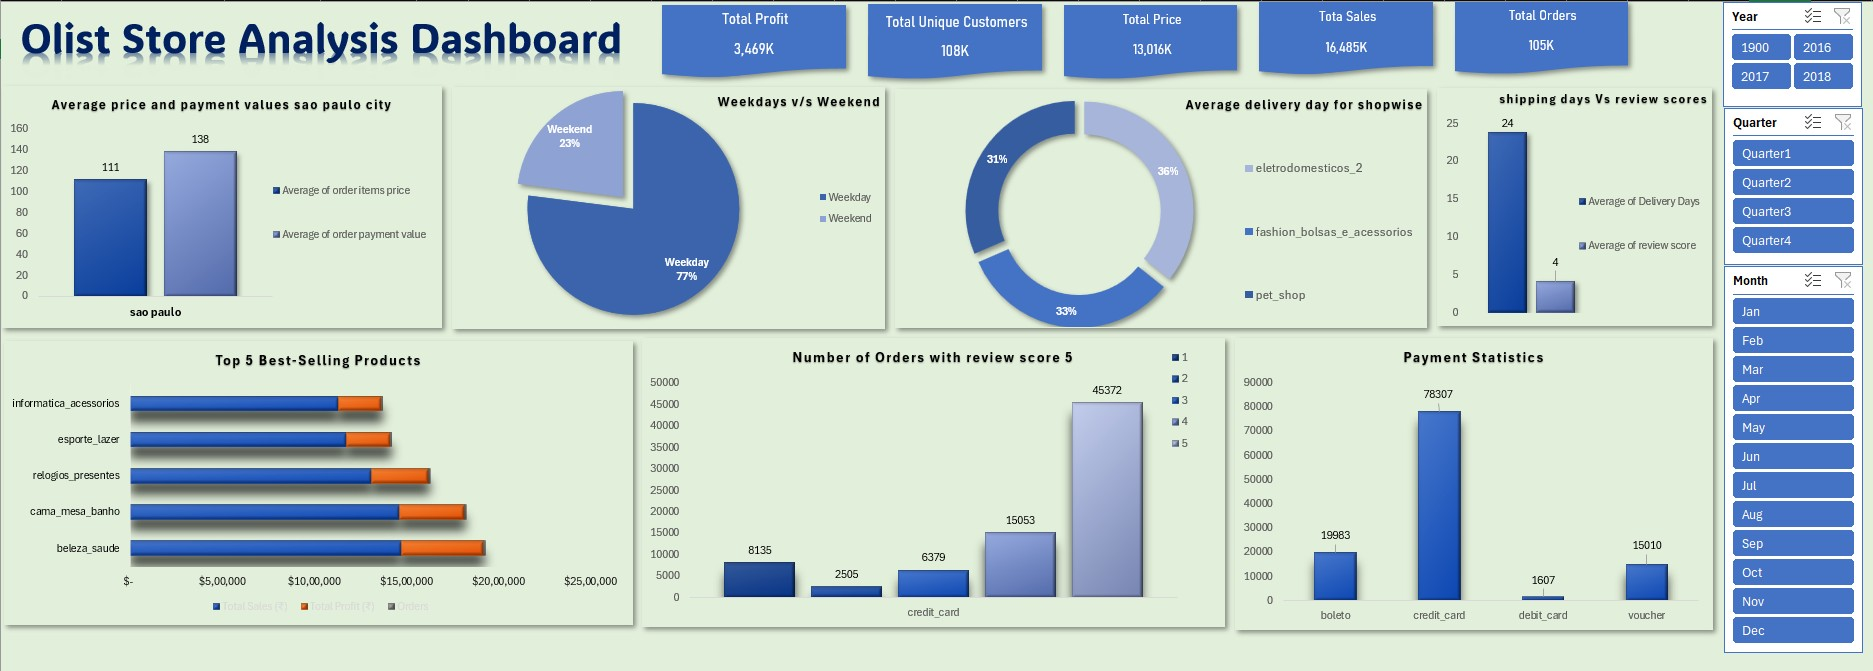 Olist Store Analysis Dashboard
Total Profit
3,469K
Total Unique Customers
108K
Total Price
13,016K
Tota Sales
16,485K
Total Orders
105K
Average price and payment values sao paulo city
160
140
120
100
80
60
40
20
0
111
138
sao paulo
Average of order items price
Average of order payment value
Weekdays v/s Weekend
Weekend
23%
Weekday
77%
Weekday
Weekend
Average delivery day for shopwise
31%
36%
33%
eletrodomesticos_2
fashion_bolsas_e_acessorios
pet_shop
shipping days Vs review scores
25
20
15
10
5
0
24
4
Average of Delivery Days
Average of review score
Top 5 Best-Selling Products
informatica_acessorios
esporte_lazer
relogios_presentes
cama_mesa_banho
beleza_saude
$-
$5,00,000
$10,00,000
$15,00,000
$20,00,000
$25,00,000
Total Sales (₹)
Total Profit (₹)
Orders
Number of Orders with review score 5
50000
45000
40000
35000
30000
25000
20000
15000
10000
5000
0
8135
2505
6379
15053
45372
credit_card
1
2
3
4
5
Payment Statistics
90000
80000
70000
60000
50000
40000
30000
20000
10000
0
19983
78307
1607
15010
boleto
credit_card
debit_card
voucher
Year
1900
2016
2017
2018
Quarter
Quarter1
Quarter2
Quarter3
Quarter4
Month
Jan
Feb
Mar
Apr
May
Jun
Jul
Aug
Sep
Oct
Nov
Dec